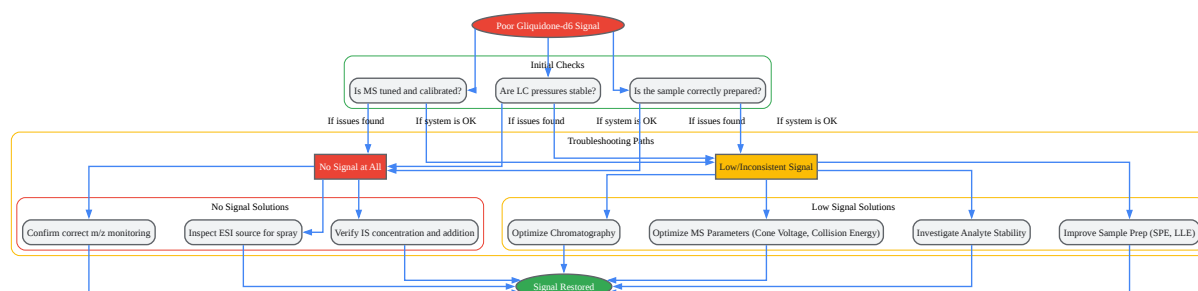 Poor Gliquidone-d6 Signal
Initial Checks
Is MS tuned and calibrated?
Are LC pressures stable?
Is the sample correctly prepared?
If issues found
If system is OK
If issues found
If system is OK
If issues found
If system is OK
Troubleshooting Paths
No Signal at All
Low/Inconsistent Signal
No Signal Solutions
Low Signal Solutions
Confirm correct m/z monitoring
Inspect ESI source for spray
Verify IS concentration and addition
Optimize Chromatography
Optimize MS Parameters (Cone Voltage, Collision Energy)
Investigate Analyte Stability
Improve Sample Prep (SPE, LLE)
Signal Restored